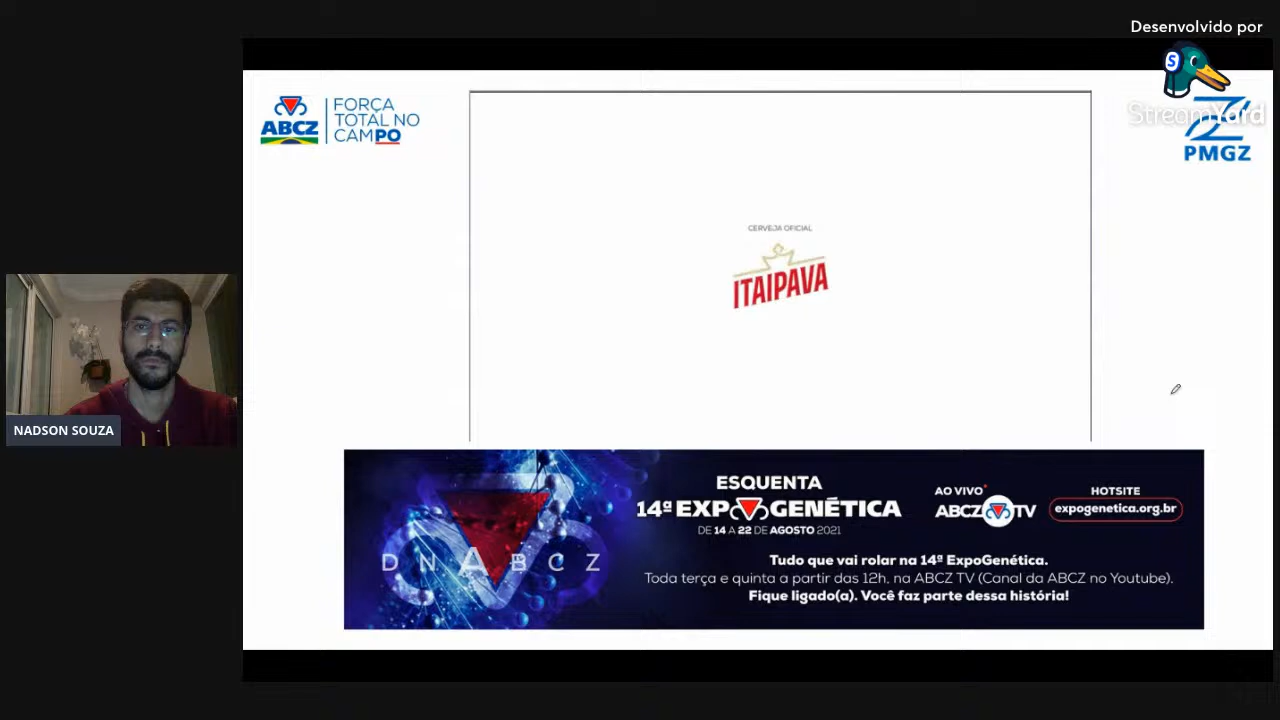 Desenvolvido por
StreamYard
ABCZ
FORÇA
TOTAL NO
CAMPO
PMGZ
CERVEJA OFICIAL
ITAIPAVA
NADSON SOUZA
DNABCZ
ESQUENTA
14ª EXPOGENÉTICA
DE 14 A 22 DE AGOSTO 2021
AO VIVO
ABCZ TV
HOTSITE
expogenetica.org.br
Tudo que vai rolar na 14ª ExpoGenética.
Toda terça e quinta a partir das 12h, na ABCZ TV (Canal da ABCZ no Youtube).
Fique ligado(a). Você faz parte dessa história!